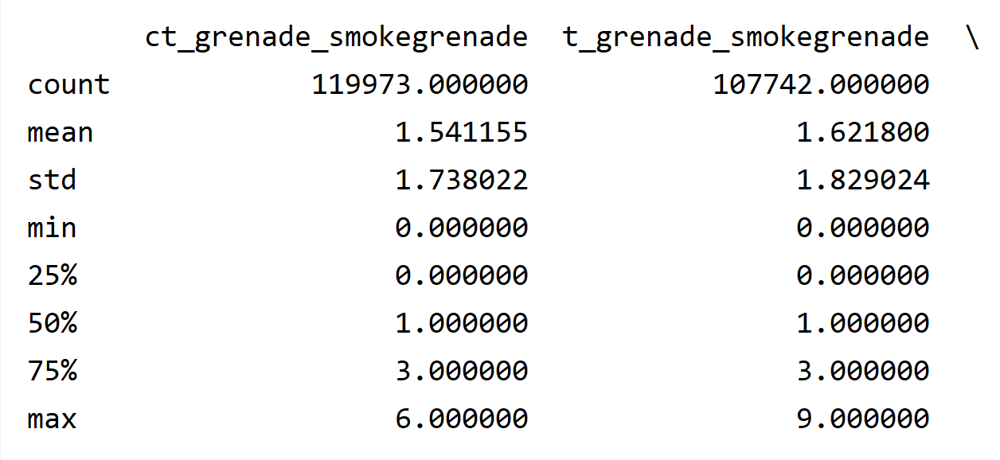 ct_grenade_smokegrenade t_grenade_smokegrenade \
count 119973.000000 107742.000000
mean 1.541155 1.621800
std 1.738022 1.829024
min 0.000000 0.000000
25% 0.000000 0.000000
50% 1.000000 1.000000
75% 3.000000 3.000000
max 6.000000 9.000000